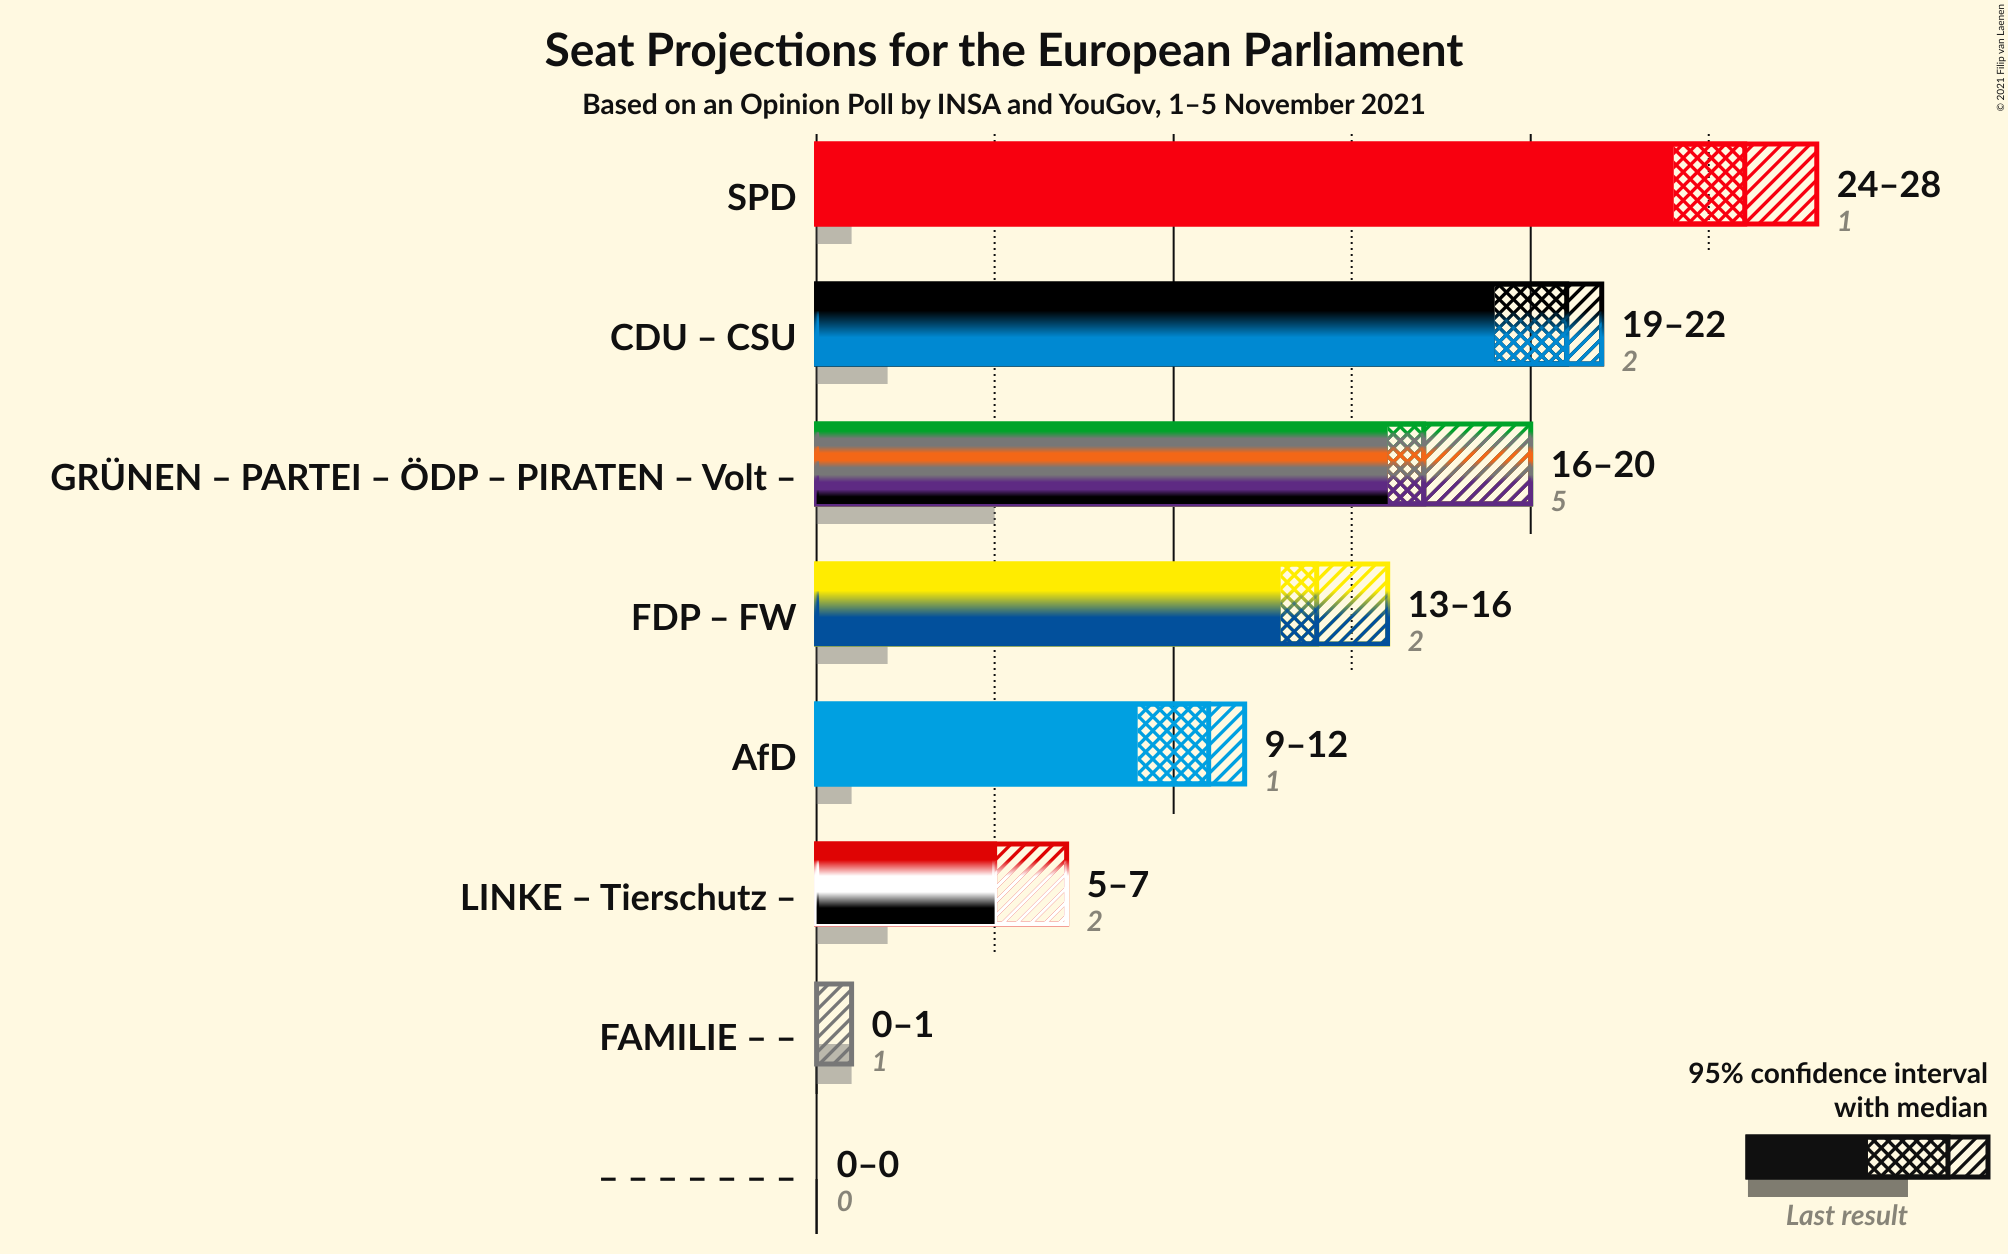 Seat Projections for the European Parliament
Based on an Opinion Poll by INSA and YouGov, 1–5 November 2021
© 2021 Filip van Laenen
SPD
24–28
1
CDU – CSU
19–22
2
GRÜNEN – PARTEI – ÖDP – PIRATEN – Volt –
16–20
5
FDP – FW
13–16
2
AfD
9–12
1
LINKE – Tierschutz –
5–7
2
FAMILIE – –
0–1
1
– – – – – – –
0–0
0
95% confidence interval
with median
Last result